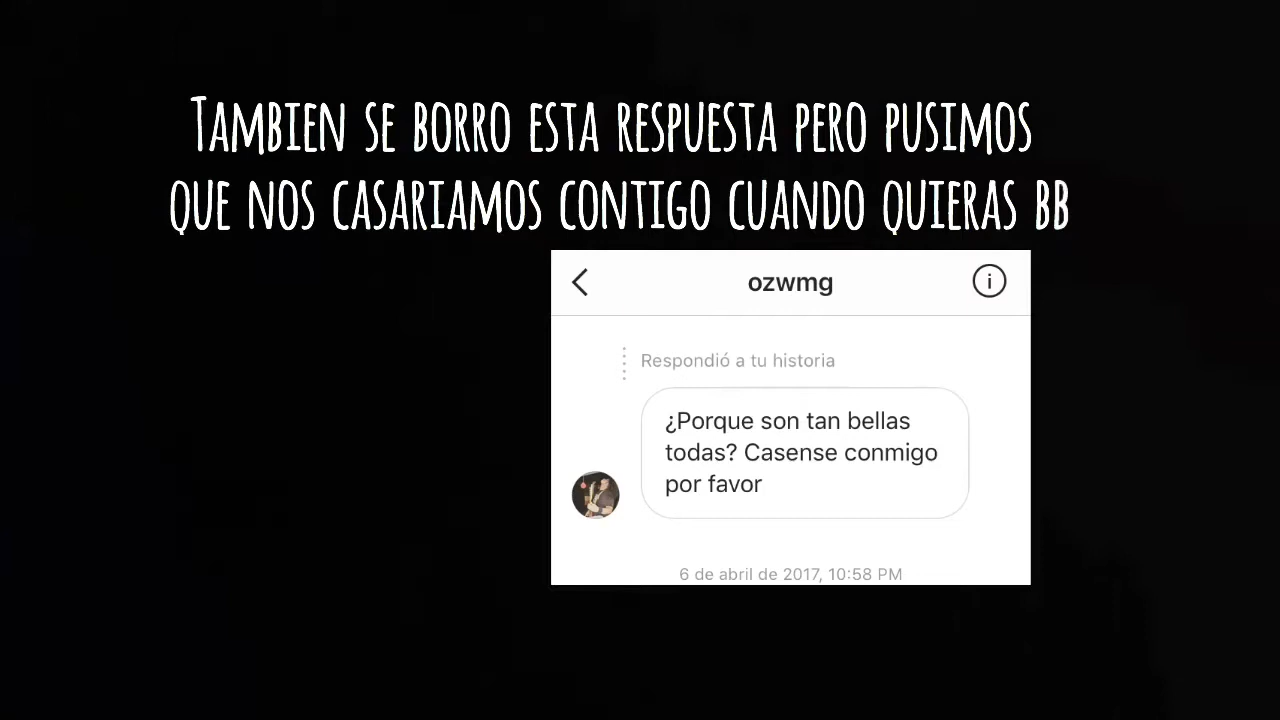 TAMBIEN SE BORRO ESTA RESPUESTA PERO PUSIMOS
QUE NOS CASARIAMOS CONTIGO CUANDO QUIERAS BB
ozwmg
Respondió a tu historia
¿Porque son tan bellas
todas? Casense conmigo
por favor
6 de abril de 2017, 10:58 PM